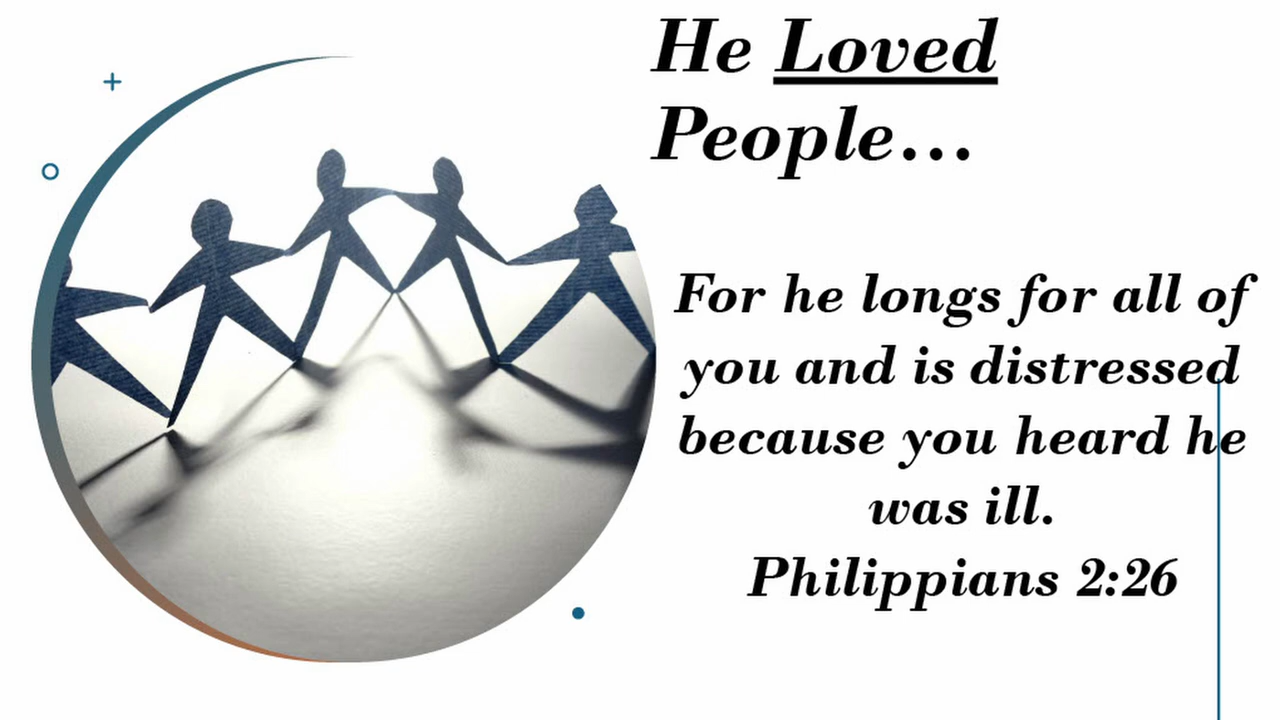 He Loved
People...
For he longs for all of
you and is distressed
because you heard he
was ill.
Philippians 2:26